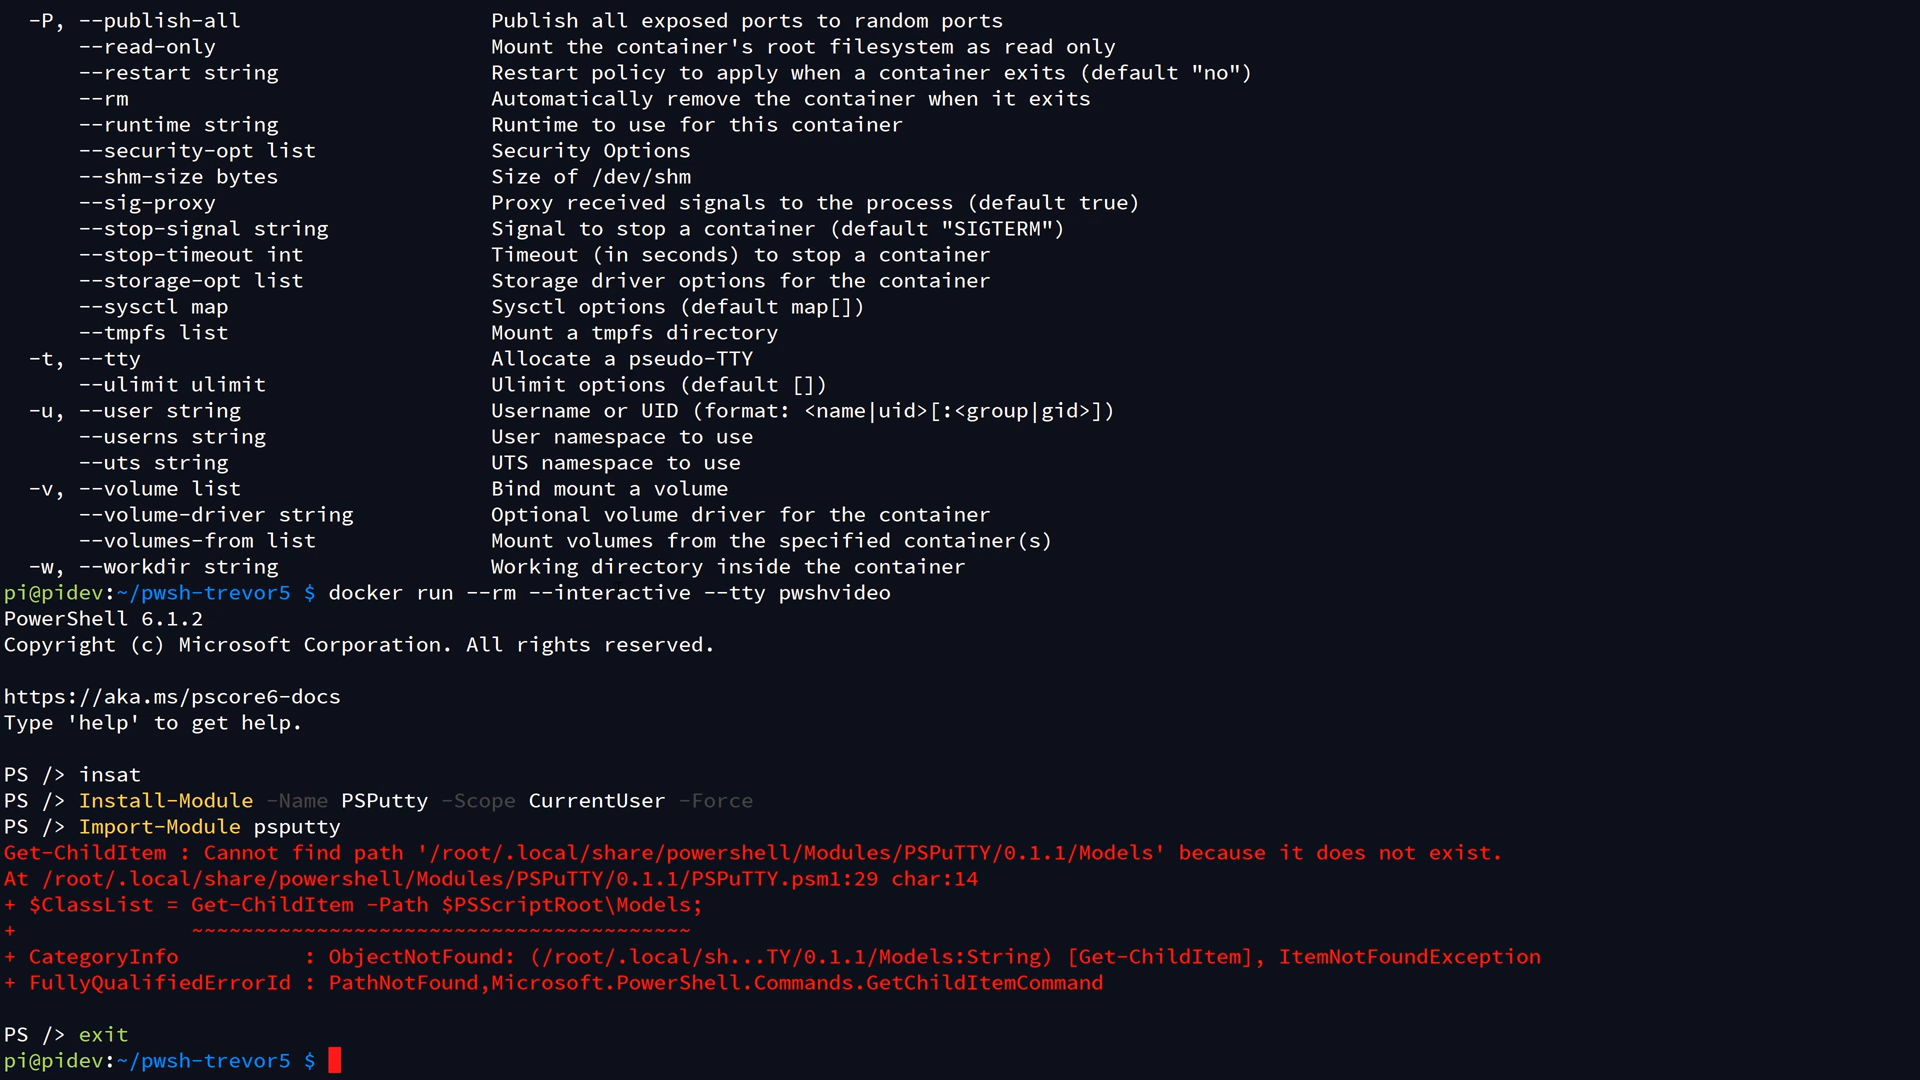 -P, --publish-all                    Publish all exposed ports to random ports
    --read-only                      Mount the container's root filesystem as read only
    --restart string                 Restart policy to apply when a container exits (default "no")
    --rm                             Automatically remove the container when it exits
    --runtime string                 Runtime to use for this container
    --security-opt list              Security Options
    --shm-size bytes                 Size of /dev/shm
    --sig-proxy                      Proxy received signals to the process (default true)
    --stop-signal string             Signal to stop a container (default "SIGTERM")
    --stop-timeout int               Timeout (in seconds) to stop a container
    --storage-opt list               Storage driver options for the container
    --sysctl map                     Sysctl options (default map[])
    --tmpfs list                     Mount a tmpfs directory
-t, --tty                            Allocate a pseudo-TTY
    --ulimit ulimit                  Ulimit options (default [])
-u, --user string                    Username or UID (format: <name|uid>[:<group|gid>])
    --userns string                  User namespace to use
    --uts string                     UTS namespace to use
-v, --volume list                    Bind mount a volume
    --volume-driver string           Optional volume driver for the container
    --volumes-from list              Mount volumes from the specified container(s)
-w, --workdir string                 Working directory inside the container
pi@pidev:~/pwsh-trevor5 $ docker run --rm --interactive --tty pwshvideo
PowerShell 6.1.2
Copyright (c) Microsoft Corporation. All rights reserved.
https://aka.ms/pscore6-docs
Type 'help' to get help.
PS /> insat
PS /> Install-Module -Name PSPutty -Scope CurrentUser -Force
PS /> Import-Module psputty
Get-ChildItem : Cannot find path '/root/.local/share/powershell/Modules/PSPuTTY/0.1.1/Models' because it does not exist.
At /root/.local/share/powershell/Modules/PSPuTTY/0.1.1/PSPuTTY.psm1:29 char:14
+ $ClassList = Get-ChildItem -Path $PSScriptRoot\Models;
+              ~~~~~~~~~~~~~~~~~~~~~~~~~~~~~~~~~~~~~~~~
+ CategoryInfo          : ObjectNotFound: (/root/.local/sh...TY/0.1.1/Models:String) [Get-ChildItem], ItemNotFoundException
+ FullyQualifiedErrorId : PathNotFound,Microsoft.PowerShell.Commands.GetChildItemCommand
PS /> exit
pi@pidev:~/pwsh-trevor5 $